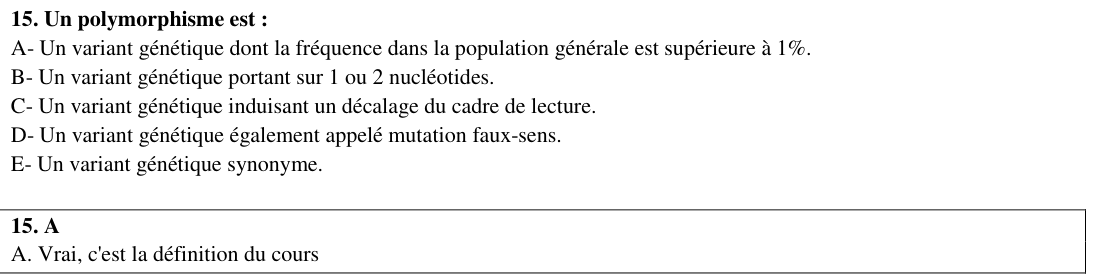 15. Un polymorphisme est :
A- Un variant génétique dont la fréquence dans la population générale est supérieure à 1%.
B- Un variant génétique portant sur 1 ou 2 nucléotides.
C- Un variant génétique induisant un décalage du cadre de lecture.
D- Un variant génétique également appelé mutation faux-sens.
E- Un variant génétique synonyme.
15. A
A. Vrai, c'est la définition du cours